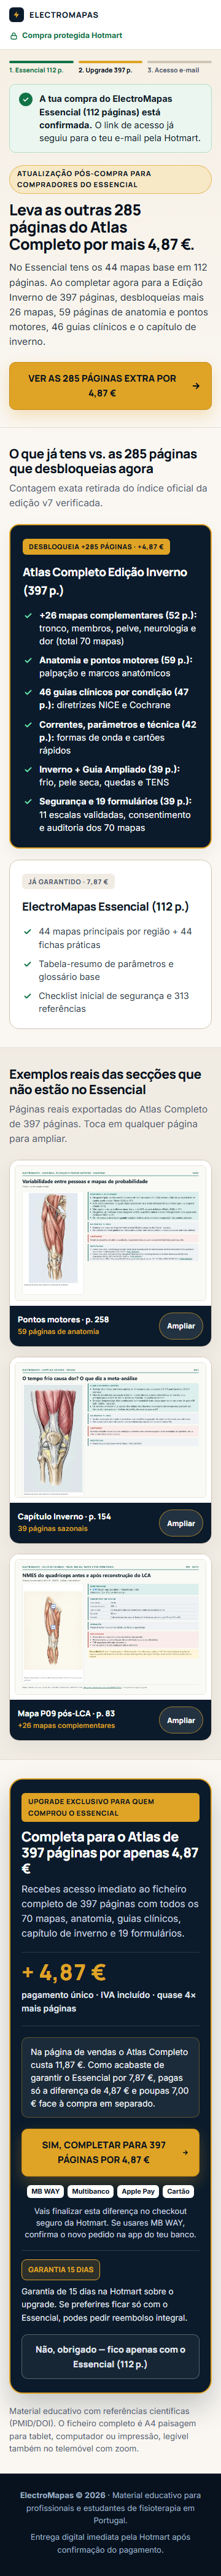 ELECTROMAPAS
Compra protegida Hotmart
1. Essencial 112 p.
2. Upgrade 397 p.
3. Acesso e-mail
A tua compra do ElectroMapas
Essencial (112 páginas) está
confirmada. O link de acesso já
seguiu para o teu e-mail pela Hotmart.
ATUALIZAÇÃO PÓS-COMPRA PARA
COMPRADORES DO ESSENCIAL
Leva as outras 285
páginas do Atlas
Completo por mais 4,87 €.
No Essencial tens os 44 mapas base em 112
páginas. Ao completar agora para a Edição
Inverno de 397 páginas, desbloqueias mais
26 mapas, 59 páginas de anatomia e pontos
motores, 46 guias clínicos e o capítulo de
inverno.
VER AS 285 PÁGINAS EXTRA POR
4,87 €
→
O que já tens vs. as 285 páginas
que desbloqueias agora
Contagem exata retirada do índice oficial da
edição v7 verificada.
DESBLOQUEIA +285 PÁGINAS · +4,87 €
Atlas Completo Edição Inverno
(397 p.)
✓ +26 mapas complementares (52 p.):
tronco, membros, pelve, neurologia e
dor (total 70 mapas)
✓ Anatomia e pontos motores (59 p.):
palpação e marcos anatómicos
✓ 46 guias clínicos por condição (47
p.): diretrizes NICE e Cochrane
✓ Correntes, parâmetros e técnica (42
p.): formas de onda e cartões
rápidos
✓ Inverno + Guia Ampliado (39 p.):
frio, pele seca, quedas e TENS
✓ Segurança e 19 formulários (39 p.):
11 escalas validadas, consentimento
e auditoria dos 70 mapas
JÁ GARANTIDO · 7,87 €
ElectroMapas Essencial (112 p.)
✓ 44 mapas principais por região + 44
fichas práticas
✓ Tabela-resumo de parâmetros e
glossário base
✓ Checklist inicial de segurança e 313
referências
Exemplos reais das secções que
não estão no Essencial
Páginas reais exportadas do Atlas Completo
de 397 páginas. Toca em qualquer página
para ampliar.
Variabilidade entre pessoas e mapas de probabilidade
Pontos motores · p. 258
59 páginas de anatomia
Ampliar
O tempo frio causa dor? O que diz a meta-análise
Capítulo Inverno · p. 154
39 páginas sazonais
Ampliar
NMES do quadríceps antes e após reconstrução do LCA
Mapa P09 pós-LCA · p. 83
+26 mapas complementares
Ampliar
UPGRADE EXCLUSIVO PARA QUEM
COMPROU O ESSENCIAL
Completa para o Atlas de
397 páginas por apenas 4,87
€
Recebes acesso imediato ao ficheiro
completo de 397 páginas com todos os
70 mapas, anatomia, guias clínicos,
capítulo de inverno e 19 formulários.
+ 4,87 €
pagamento único · IVA incluído · quase 4×
mais páginas
Na página de vendas o Atlas Completo
custa 11,87 €. Como acabaste de
garantir o Essencial por 7,87 €, pagas
só a diferença de 4,87 € e poupas 7,00
€ face à compra em separado.
SIM, COMPLETAR PARA 397
PÁGINAS POR 4,87 €
→
MB WAY
Multibanco
Apple Pay
Cartão
Vais finalizar esta diferença no checkout
seguro da Hotmart. Se usares MB WAY,
confirma o novo pedido na app do teu banco.
GARANTIA 15 DIAS
Garantia de 15 dias na Hotmart sobre o
upgrade. Se preferires ficar só com o
Essencial, podes pedir reembolso integral.
Não, obrigado — fico apenas com o
Essencial (112 p.)
Material educativo com referências científicas
(PMID/DOI). O ficheiro completo é A4 paisagem
para tablet, computador ou impressão, legível
também no telemóvel com zoom.
ElectroMapas © 2026 · Material educativo para
profissionais e estudantes de fisioterapia em
Portugal.
Entrega digital imediata pela Hotmart após
confirmação do pagamento.